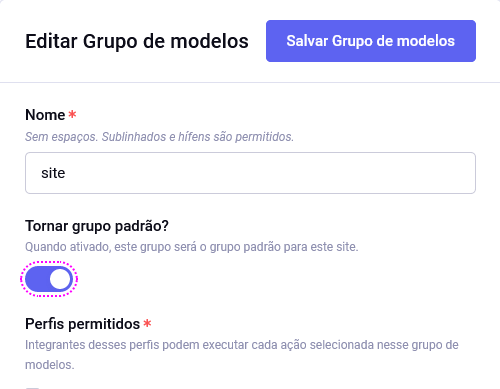 Editar Grupo de modelos
Salvar Grupo de modelos
Nome *
Sem espaços. Sublinhados e hífens são permitidos.
site
Tornar grupo padrão?
Quando ativado, este grupo será o grupo padrão para este site.
Perfis permitidos *
Integrantes desses perfis podem executar cada ação selecionada nesse grupo de
modelos.